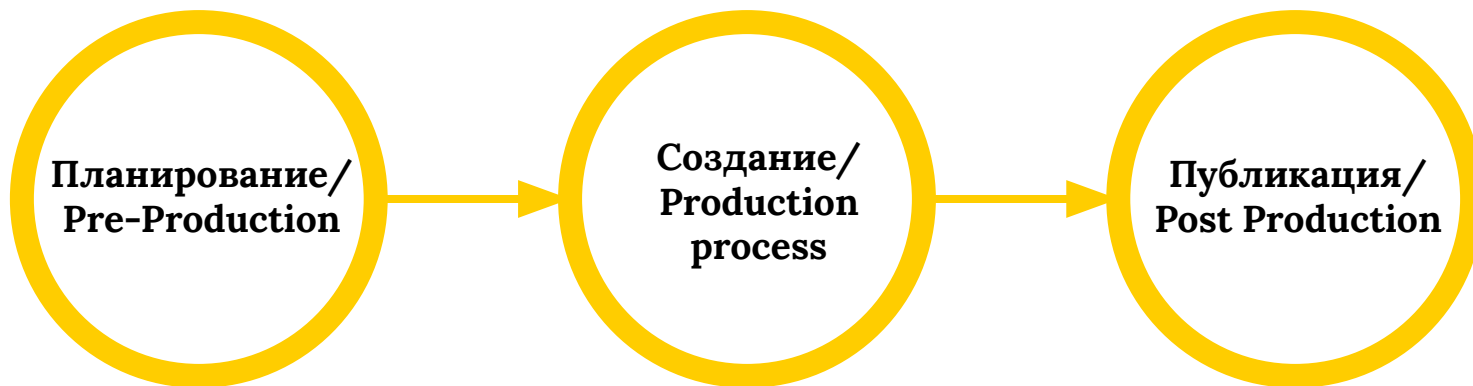 Планирование/
Pre-Production
Создание/
Production
process
Публикация/
Post Production